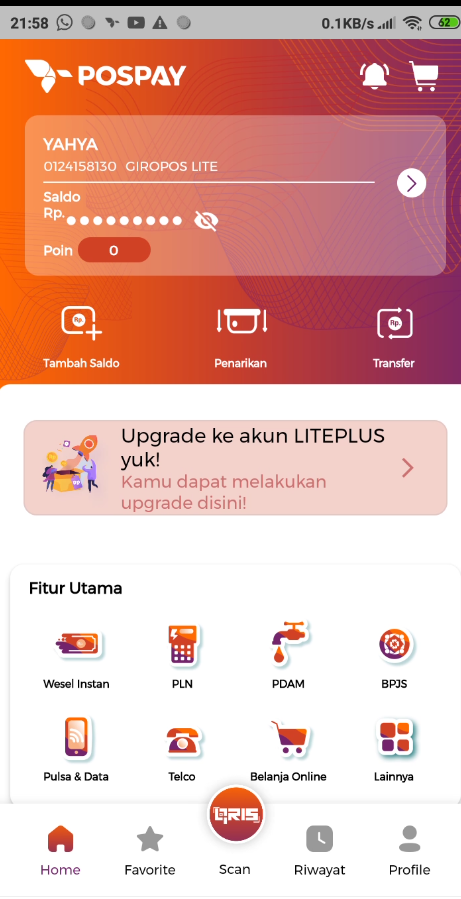 21:58 0.1KB/s 62
POSPAY
YAHYA
0124158130 GIROPOS LITE
Saldo
Rp.
Poin 0
Rp. Rp.
Tambah Saldo Penarikan Transfer
Upgrade ke akun LITEPLUS
yuk!
Kamu dapat melakukan
upgrade disini!
Fitur Utama
Wesel Instan PLN PDAM BPJS
Pulsa & Data Telco Belanja Online Lainnya
QRIS
Home Favorite Scan Riwayat Profile